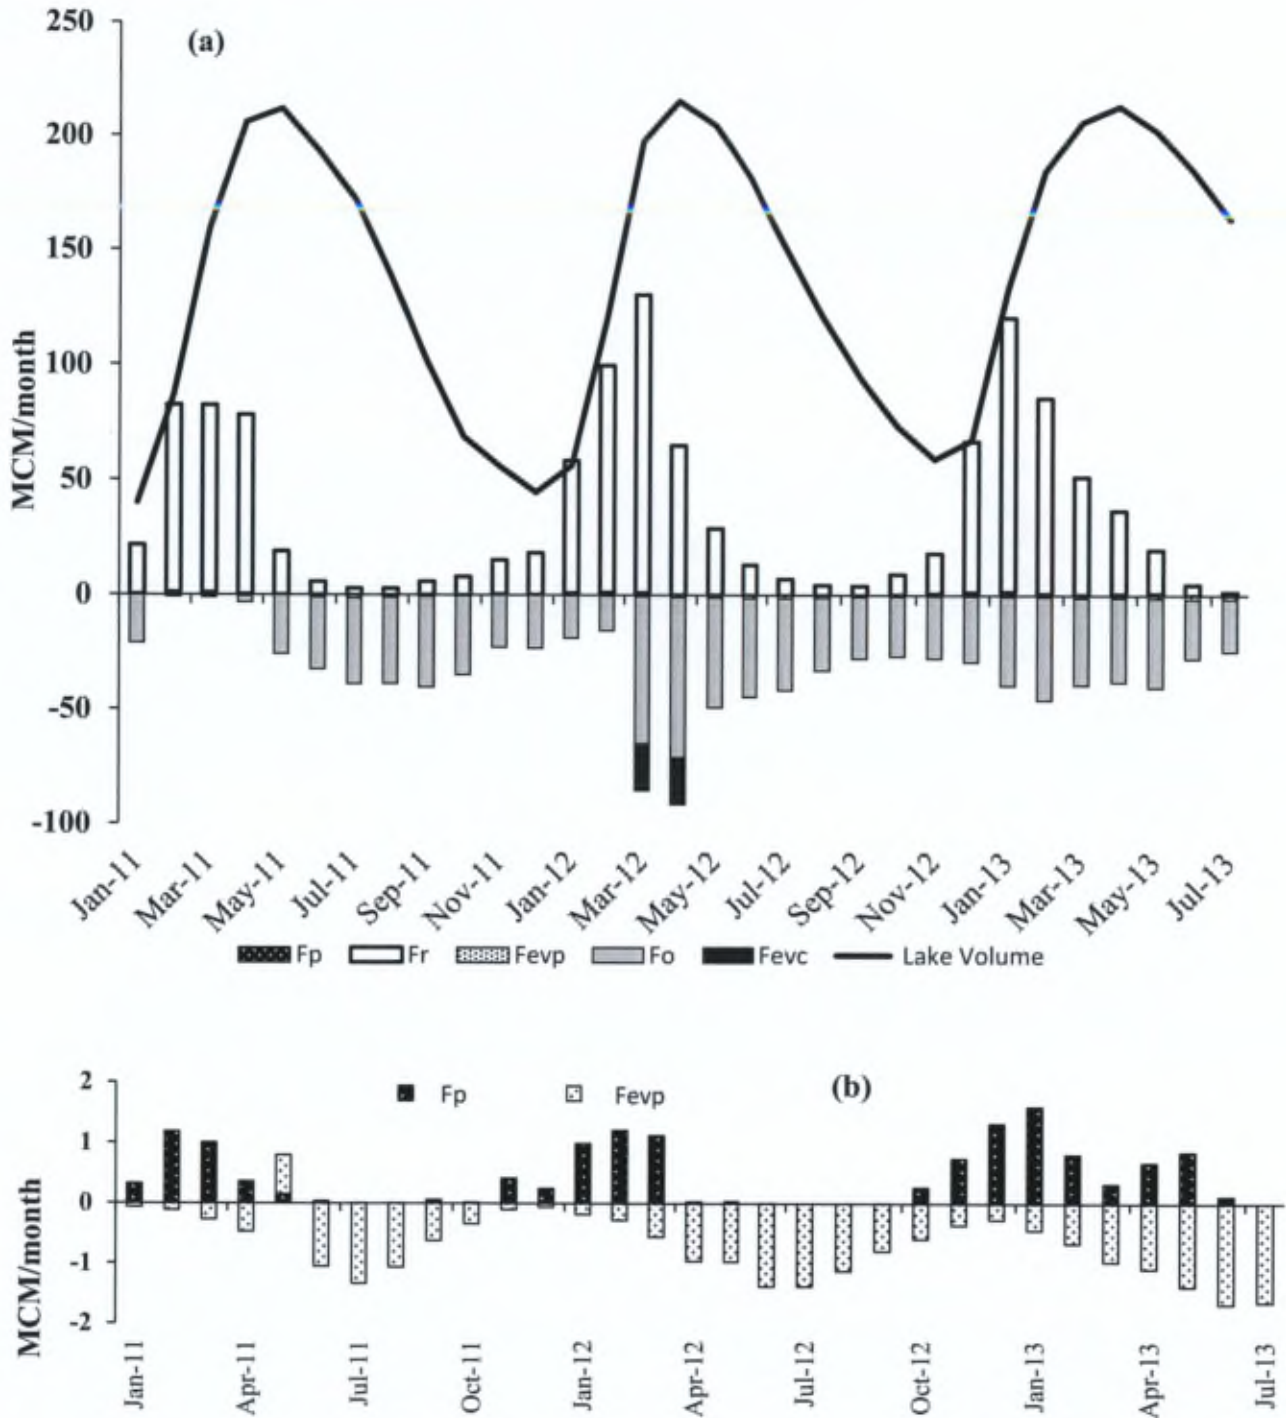 250
(a)
200
150
100
50
0
-50
-100
MCM/month
Jan-11
Mar-11
May-11
Jul-11
Sep-11
Nov-11
Jan-12
Mar-12
May-12
Jul-12
Sep-12
Nov-12
Jan-13
Mar-13
May-13
Jul-13
Fp Fr Fevp Fo Fevc Lake Volume
2
Fp Fevp (b)
1
0
-1
-2
MCM/month
Jan-11
Apr-11
Jul-11
Oct-11
Jan-12
Apr-12
Jul-12
Oct-12
Jan-13
Apr-13
Jul-13